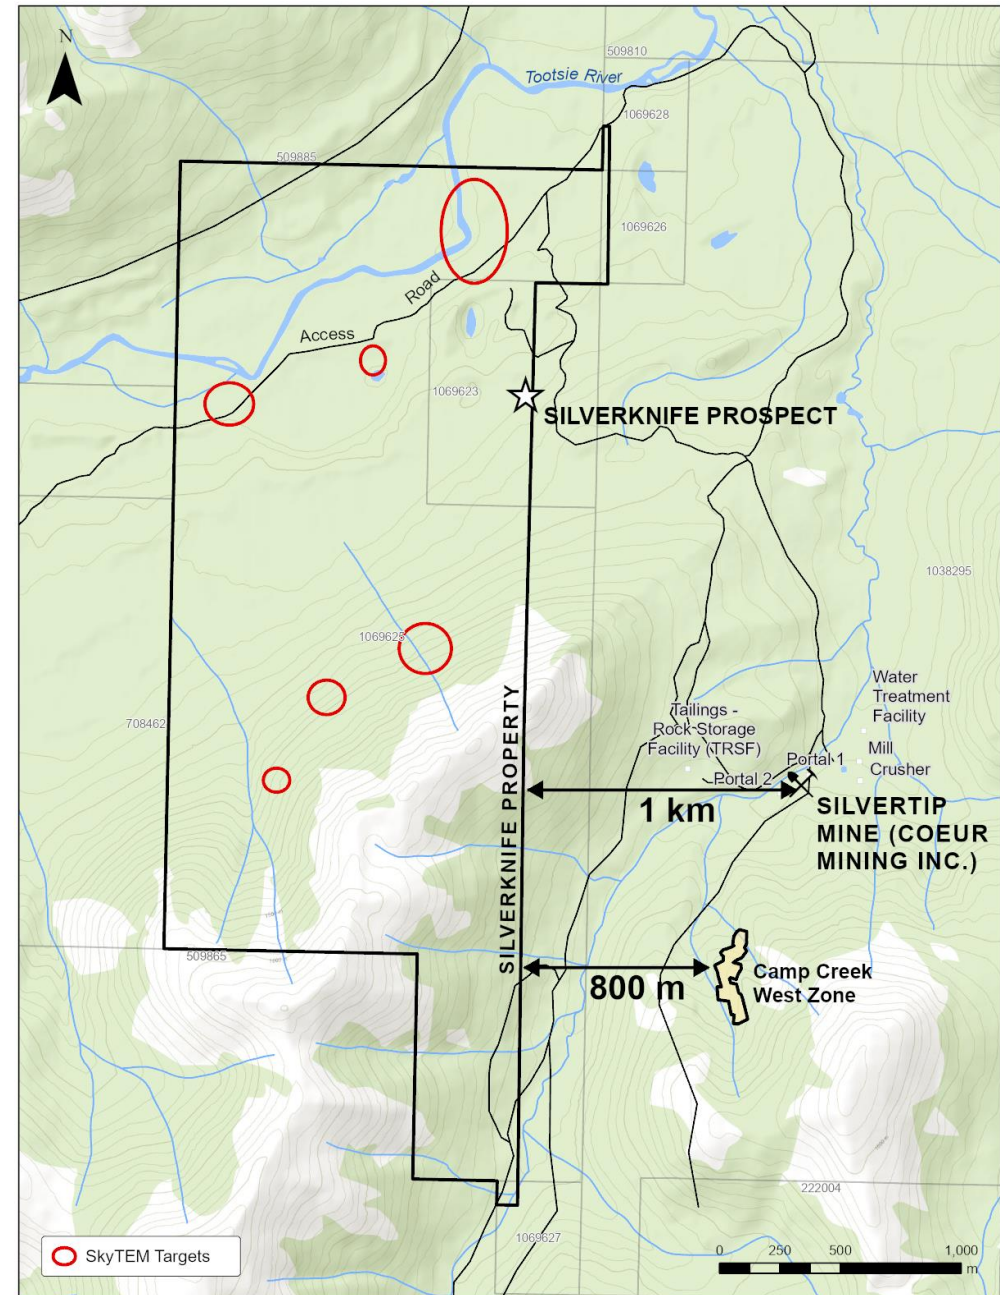 N
509810
Tootsie River
1069628
509885
1069626
Road
Access
1069623
SILVERKNIFE PROSPECT
1038295
1069625
708462
Water
Treatment
Facility
Tailings -
Rock Storage
Facility (TRSF)
Portal 1
Mill
Crusher
Portal 2
SILVERKNIFE PROPERTY
1 km
SILVERTIP
MINE (COEUR
MINING INC.)
509865
800 m
Camp Creek
West Zone
222004
1069627
SkyTEM Targets
0 250 500 1,000
m